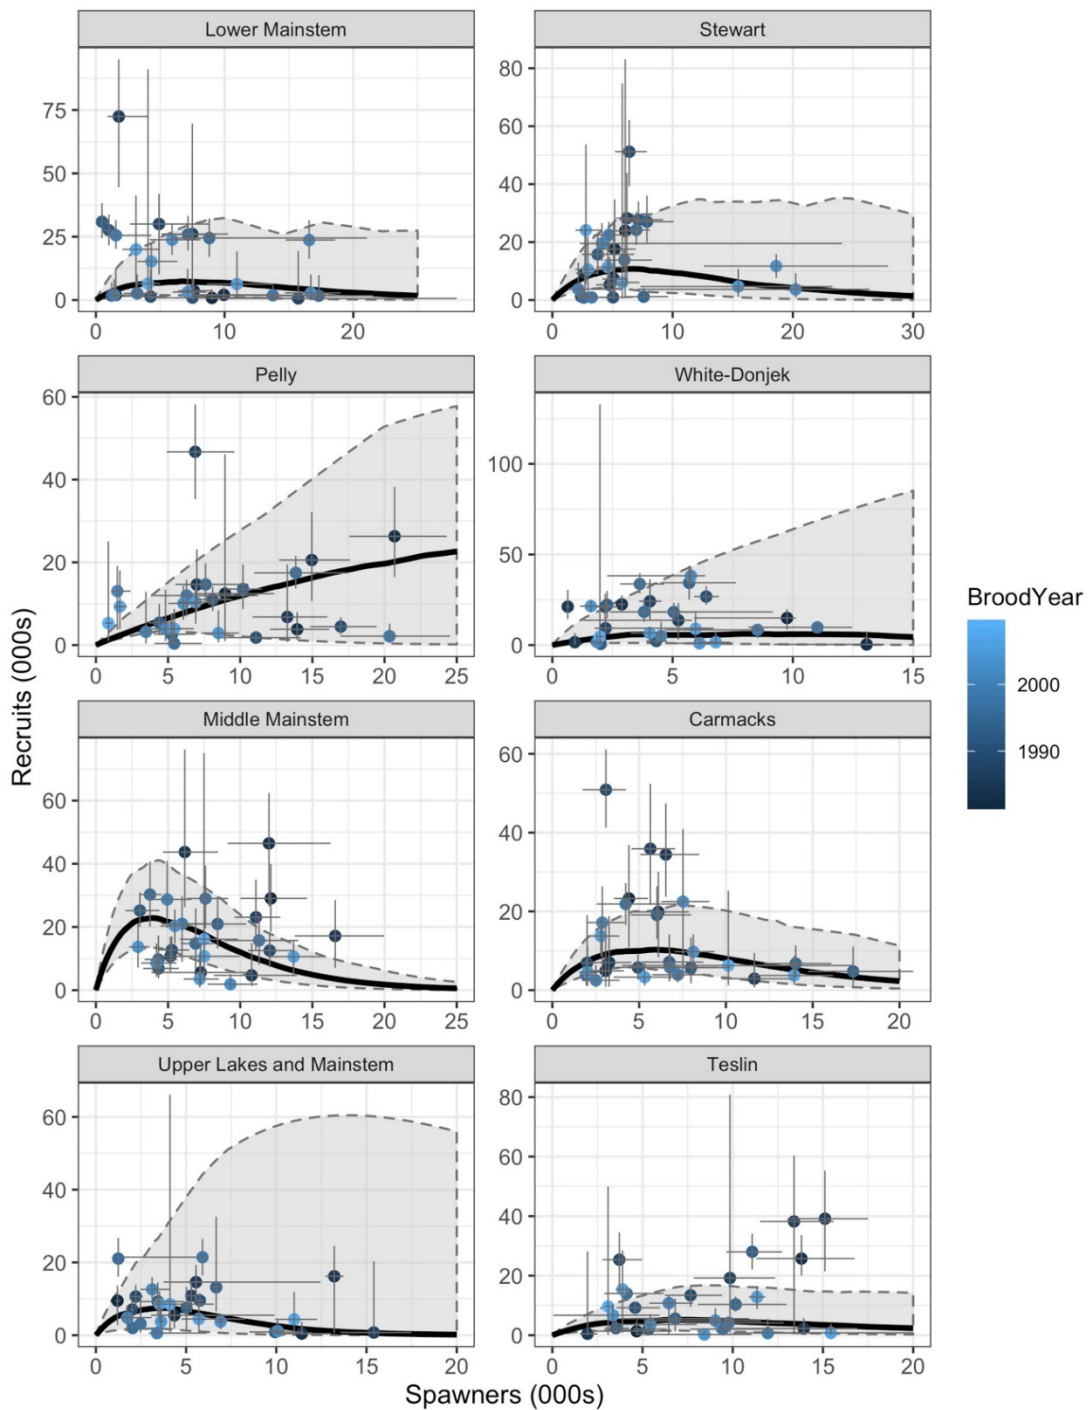 Lower Mainstem
Stewart
75
50
25
0
0 10 20
80
60
40
20
0
0 10 20 30
Pelly
White-Donjek
60
40
20
0
0 5 10 15 20 25
100
50
0
0 5 10 15
Middle Mainstem
Carmacks
60
40
20
0
0 5 10 15 20 25
60
40
20
0
0 5 10 15 20
Upper Lakes and Mainstem
Teslin
60
40
20
0
0 5 10 15 20
80
60
40
20
0
0 5 10 15 20
Recruits (000s)
Spawners (000s)
BroodYear
2000
1990